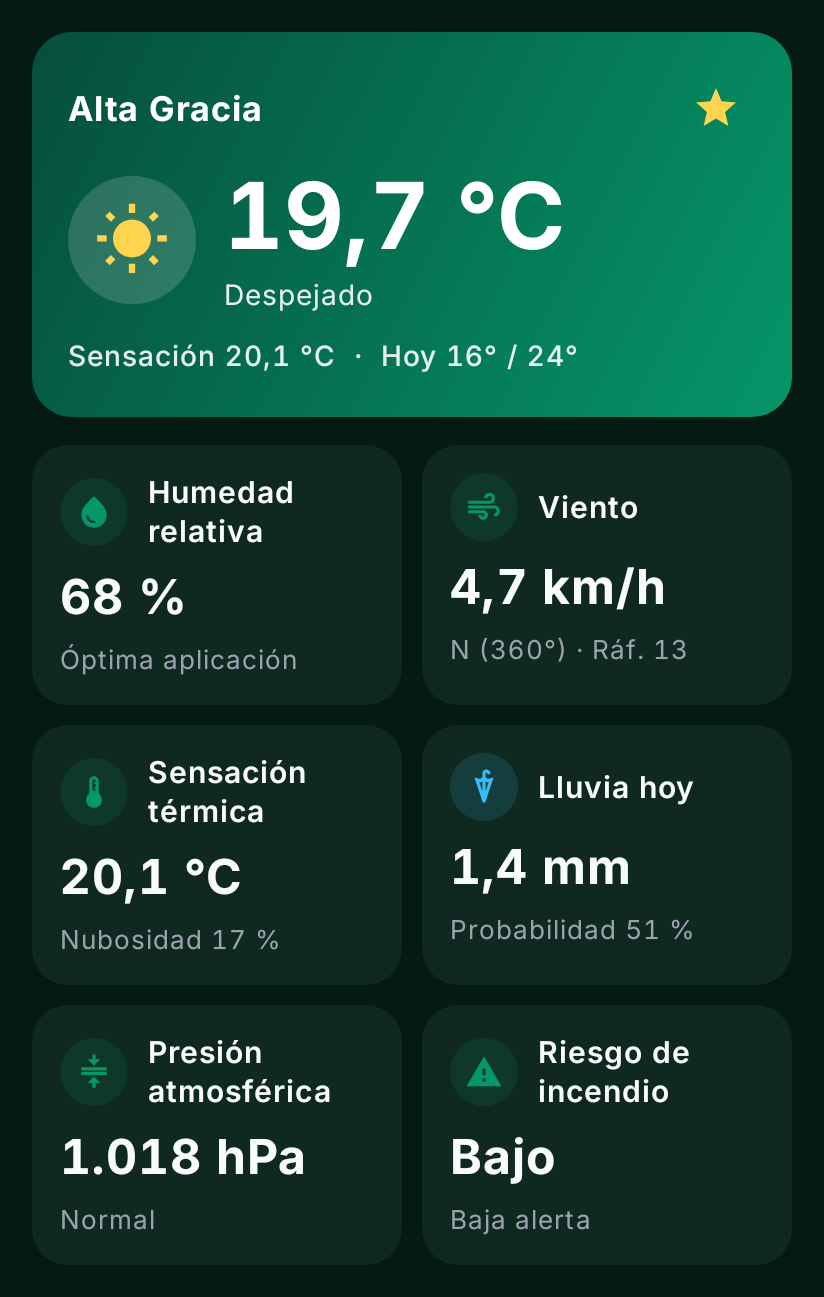 Alta Gracia
19,7 °C
Despejado
Sensación 20,1 °C · Hoy 16° / 24°
Humedad
relativa
68 %
Óptima aplicación
Viento
4,7 km/h
N (360°) · Ráf. 13
Sensación
térmica
20,1 °C
Nubosidad 17 %
Lluvia hoy
1,4 mm
Probabilidad 51 %
Presión
atmosférica
1.018 hPa
Normal
Riesgo de
incendio
Bajo
Baja alerta